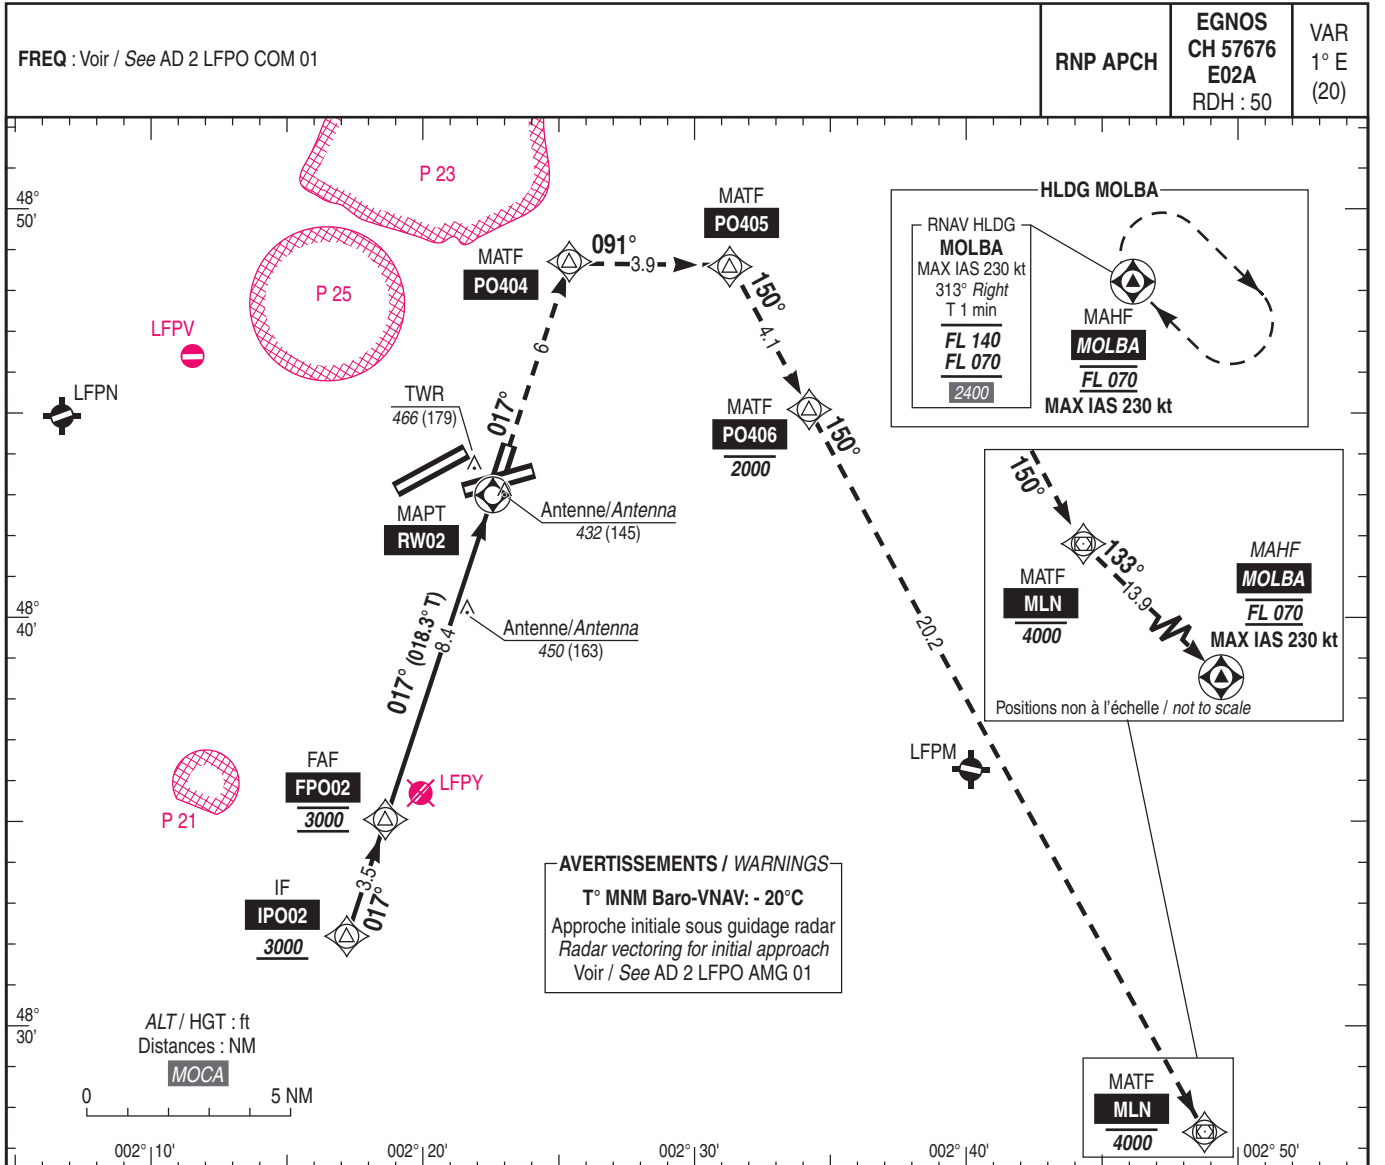 FREQ : Voir / See AD 2 LFPO COM 01
RNP APCH
EGNOS
CH 57676
E02A
RDH : 50
VAR
1° E
(20)
48°
50'
P 23
P 25
LFPV
LFPN
MATF
PO404
091°
3.9
MATF
PO405
150°
4.1
HLDG MOLBA
RNAV HLDG
MOLBA
MAX IAS 230 kt
313° Right
T 1 min
FL 140
FL 070
2400
MAHF
MOLBA
FL 070
MAX IAS 230 kt
6
017°
TWR
466 (179)
MATF
PO406
2000
150°
MAPT
RW02
Antenne/Antenna
432 (145)
150°
MATF
MLN
4000
133°
13.9
MAHF
MOLBA
FL 070
MAX IAS 230 kt
Positions non à l'échelle / not to scale
48°
40'
017° (018.3° T)
8.4
Antenne/Antenna
450 (163)
20.2
LFPM
FAF
FPO02
3000
LFPY
P 21
3.5
017°
IF
IPO02
3000
AVERTISSEMENTS / WARNINGS
T° MNM Baro-VNAV: - 20°C
Approche initiale sous guidage radar
Radar vectoring for initial approach
Voir / See AD 2 LFPO AMG 01
48°
30'
ALT / HGT : ft
Distances : NM
MOCA
0 5 NM
MATF
MLN
4000
002° 10' 002° 20' 002° 30' 002° 40' 002° 50'